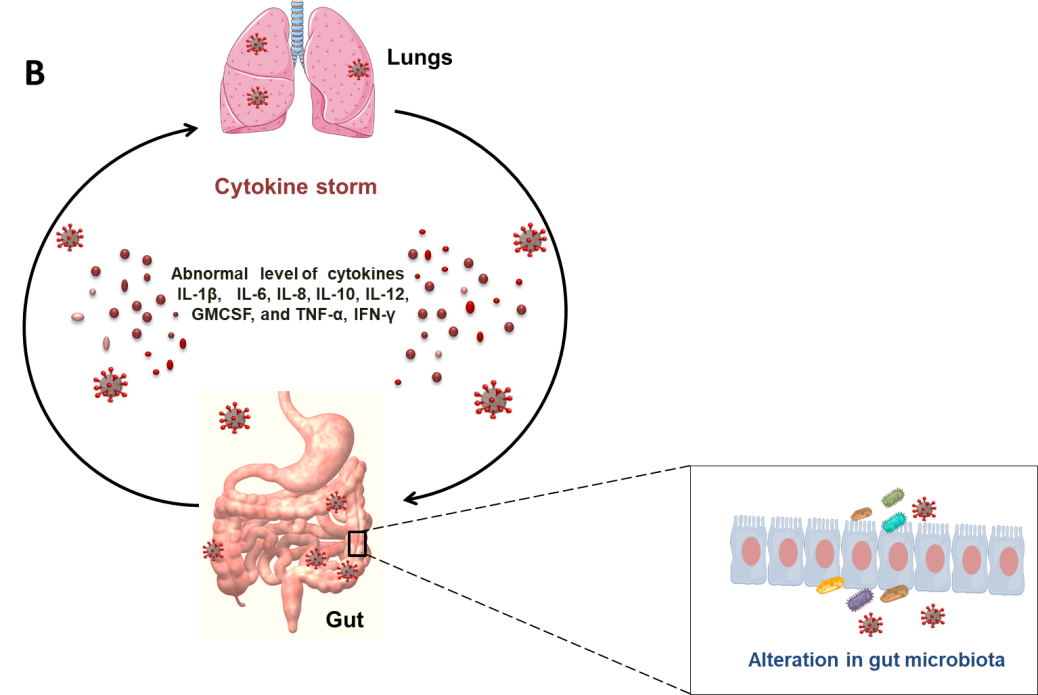 B
Lungs
Cytokine storm
Abnormal level of cytokines
IL-1β, IL-6, IL-8, IL-10, IL-12,
GMCSF, and TNF-α, IFN-γ
Gut
Alteration in gut microbiota